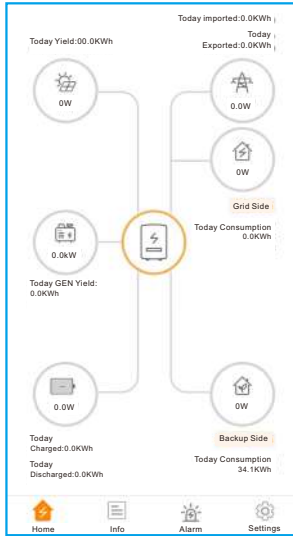 Today imported:0.0KWh
Today Yield:00.0KWh
Today
Exported:0.0KWh
0W
0.0W
0W
Grid Side
Today Consumption
0.0KWh
0.0kW
Today GEN Yield:
0.0KWh
0.0W
0W
Today
Charged:0.0KWh
Backup Side
Today
Discharged:0.0KWh
Today Consumption
34.1KWh
Home
Info
Alarm
Settings